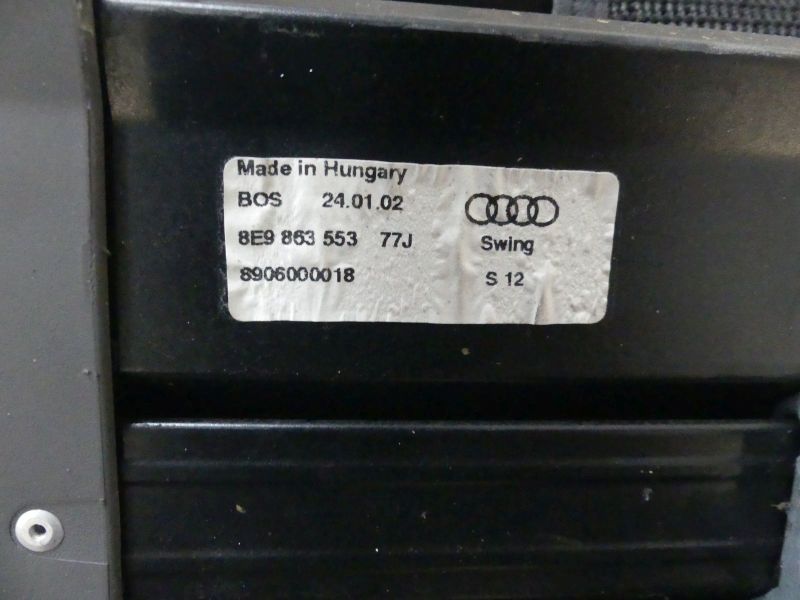 Made in Hungary
BOS 24.01.02
8E9 863 553 77J
Swing
8906000018
S 12